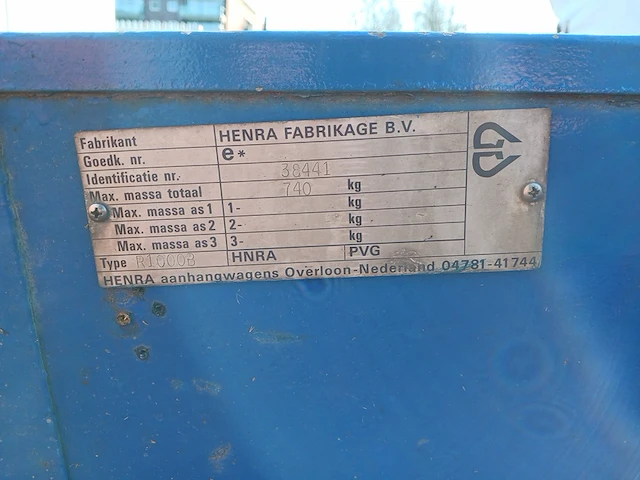 Fabrikant HENRA FABRIKAGE B.V.
Goedk. nr. e*
Identificatie nr. 38441
Max. massa totaal 740 kg
Max. massa as 1 1- kg
Max. massa as 2 2- kg
Max. massa as 3 3- kg
Type R1000B HNRA PVG
HENRA aanhangwagens Overloon-Nederland 04781-41744